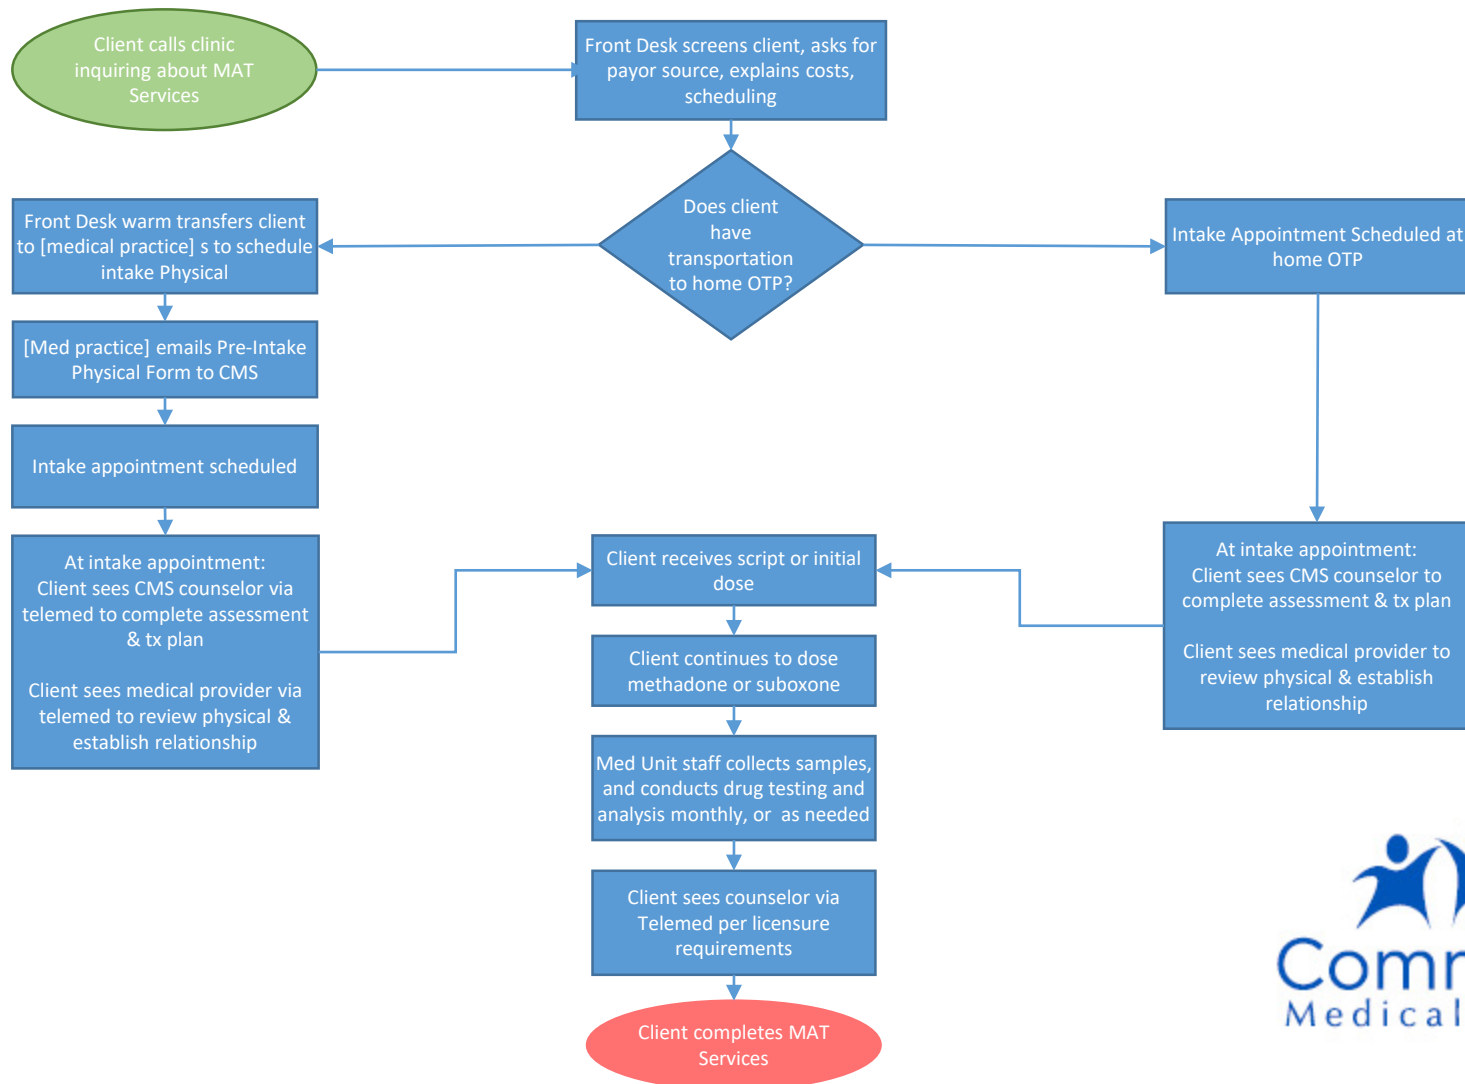 Client calls clinic
inquiring about MAT
Services
Front Desk screens client, asks for
payor source, explains costs,
scheduling
Does client
have
transportation
to home OTP?
Front Desk warm transfers client
to [medical practice] s to schedule
intake Physical
[Med practice] emails Pre-Intake
Physical Form to CMS
Intake appointment scheduled
At intake appointment:
Client sees CMS counselor via
telemed to complete assessment
& tx plan
Client sees medical provider via
telemed to review physical &
establish relationship
Intake Appointment Scheduled at
home OTP
At intake appointment:
Client sees CMS counselor to
complete assessment & tx plan
Client sees medical provider to
review physical & establish
relationship
Client receives script or initial
dose
Client continues to dose
methadone or suboxone
Med Unit staff collects samples,
and conducts drug testing and
analysis monthly, or as needed
Client sees counselor via
Telemed per licensure
requirements
Client completes MAT
Services
Medical